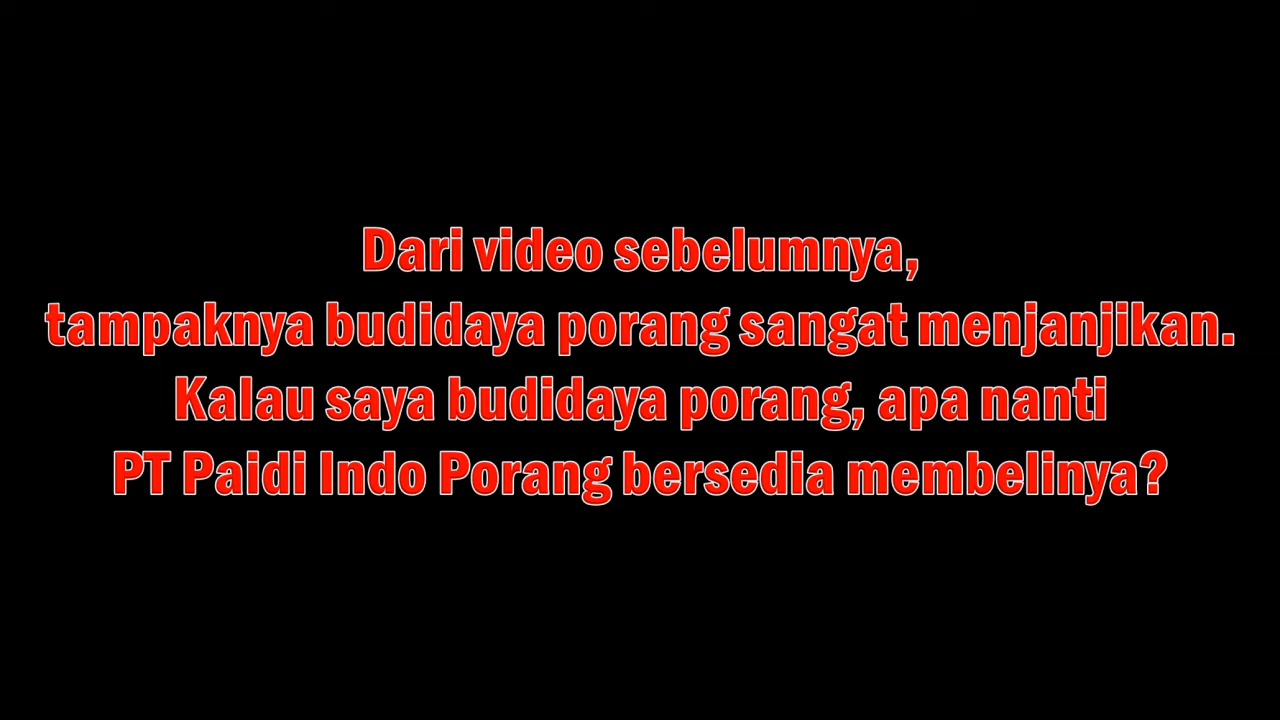 Dari video sebelumnya,
tampaknya budidaya porang sangat menjanjikan.
Kalau saya budidaya porang, apa nanti
PT Paidi Indo Porang bersedia membelinya?